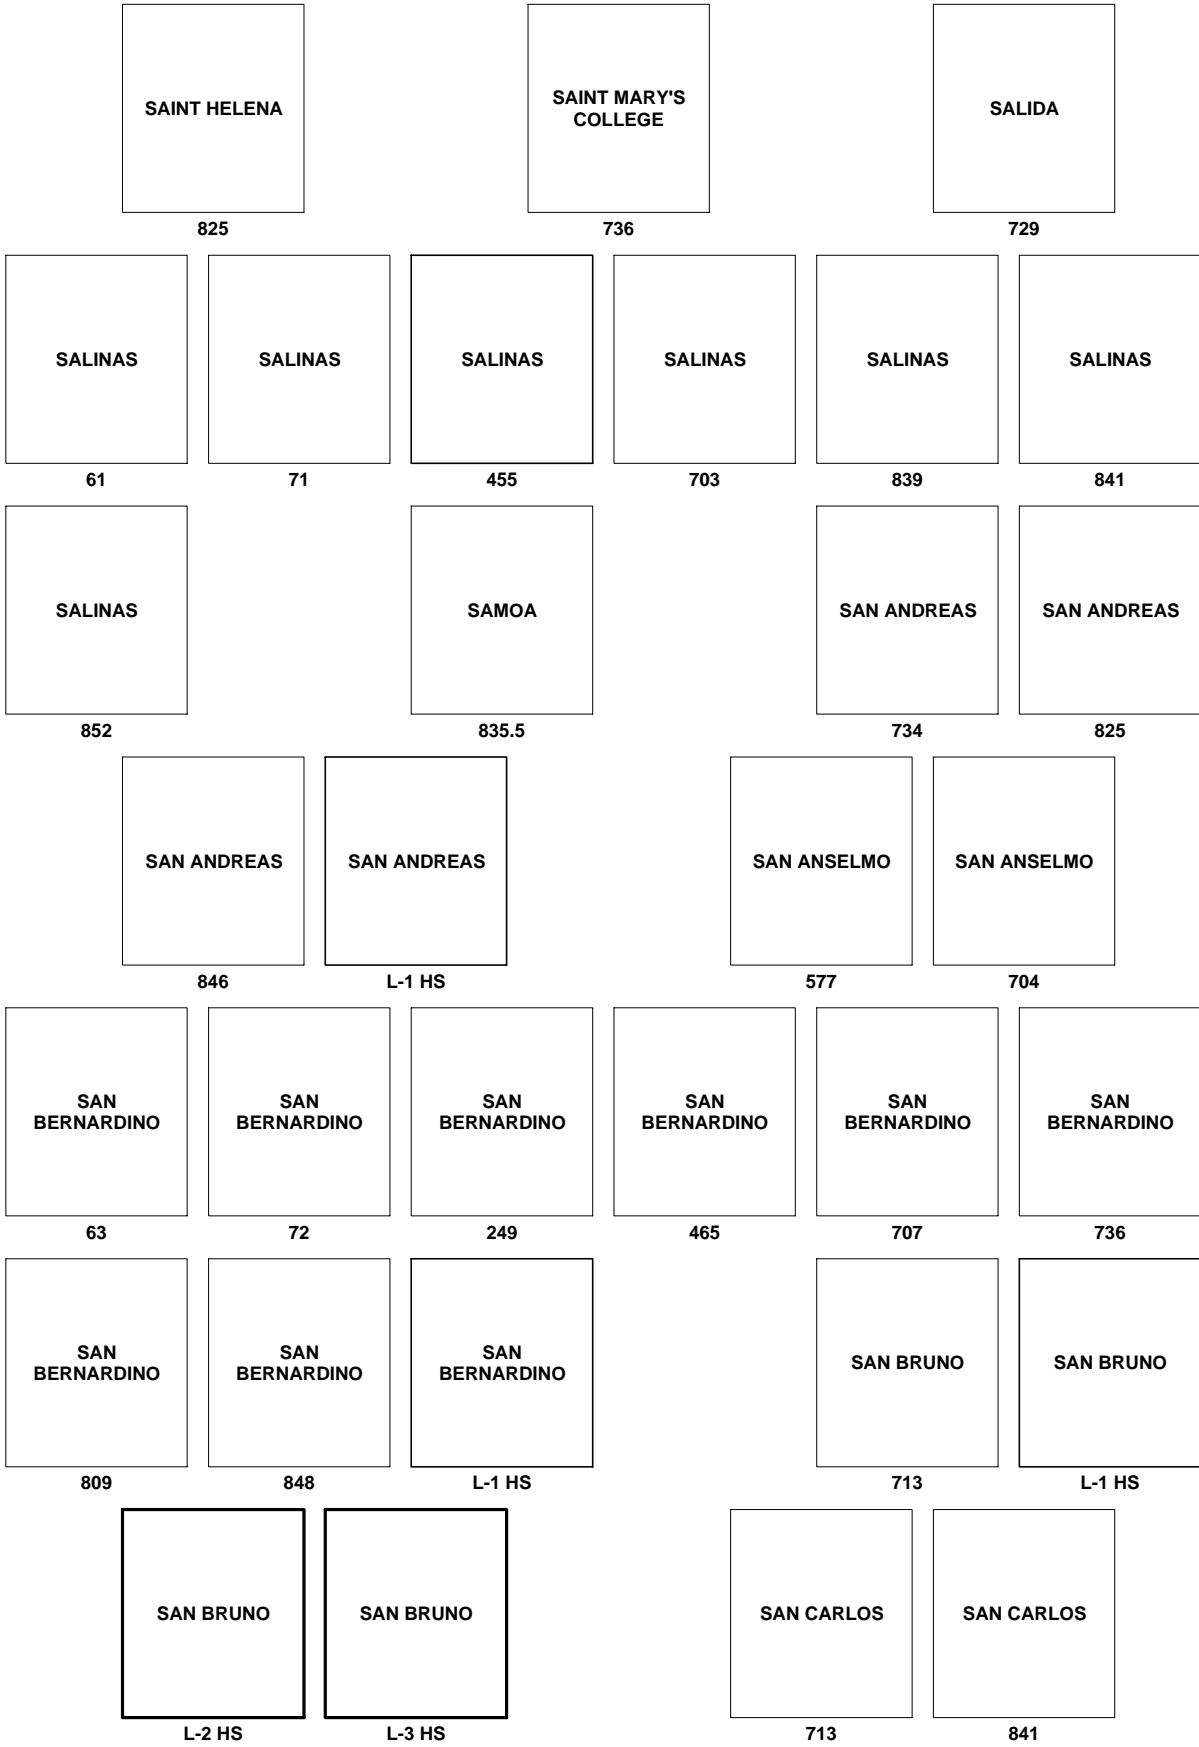 SAINT HELENA
825
SAINT MARY'S
COLLEGE
736
SALIDA
729
SALINAS
61
SALINAS
71
SALINAS
455
SALINAS
703
SALINAS
839
SALINAS
841
SALINAS
852
SAMOA
835.5
SAN ANDREAS
734
SAN ANDREAS
825
SAN ANDREAS
846
SAN ANDREAS
L-1 HS
SAN ANSELMO
577
SAN ANSELMO
704
SAN
BERNARDINO
63
SAN
BERNARDINO
72
SAN
BERNARDINO
249
SAN
BERNARDINO
465
SAN
BERNARDINO
707
SAN
BERNARDINO
736
SAN
BERNARDINO
809
SAN
BERNARDINO
848
SAN
BERNARDINO
L-1 HS
SAN BRUNO
713
SAN BRUNO
L-1 HS
SAN BRUNO
L-2 HS
SAN BRUNO
L-3 HS
SAN CARLOS
713
SAN CARLOS
841